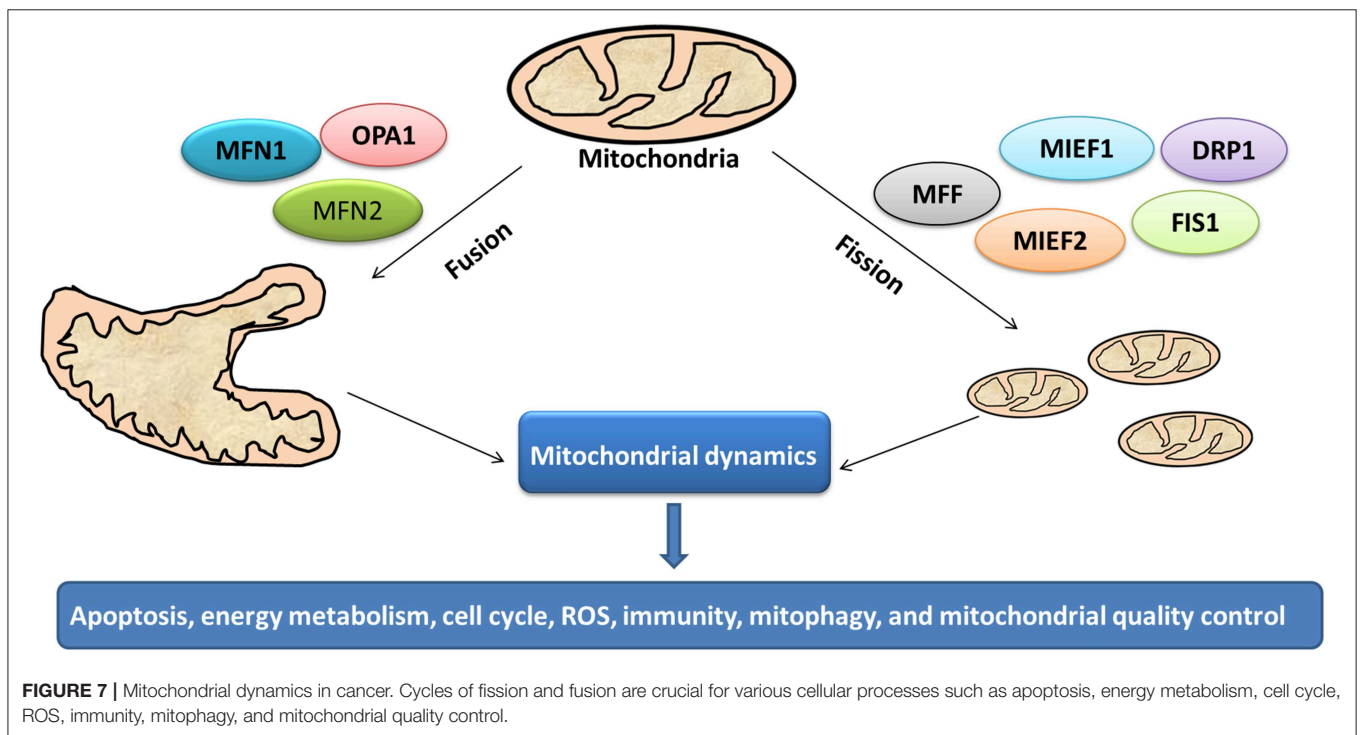 Mitochondria
MFN1
OPA1
MFN2
MIEF1
DRP1
MFF
FIS1
MIEF2
Fusion
Fission
Mitochondrial dynamics
Apoptosis, energy metabolism, cell cycle, ROS, immunity, mitophagy, and mitochondrial quality control
FIGURE 7 | Mitochondrial dynamics in cancer. Cycles of fission and fusion are crucial for various cellular processes such as apoptosis, energy metabolism, cell cycle,
ROS, immunity, mitophagy, and mitochondrial quality control.